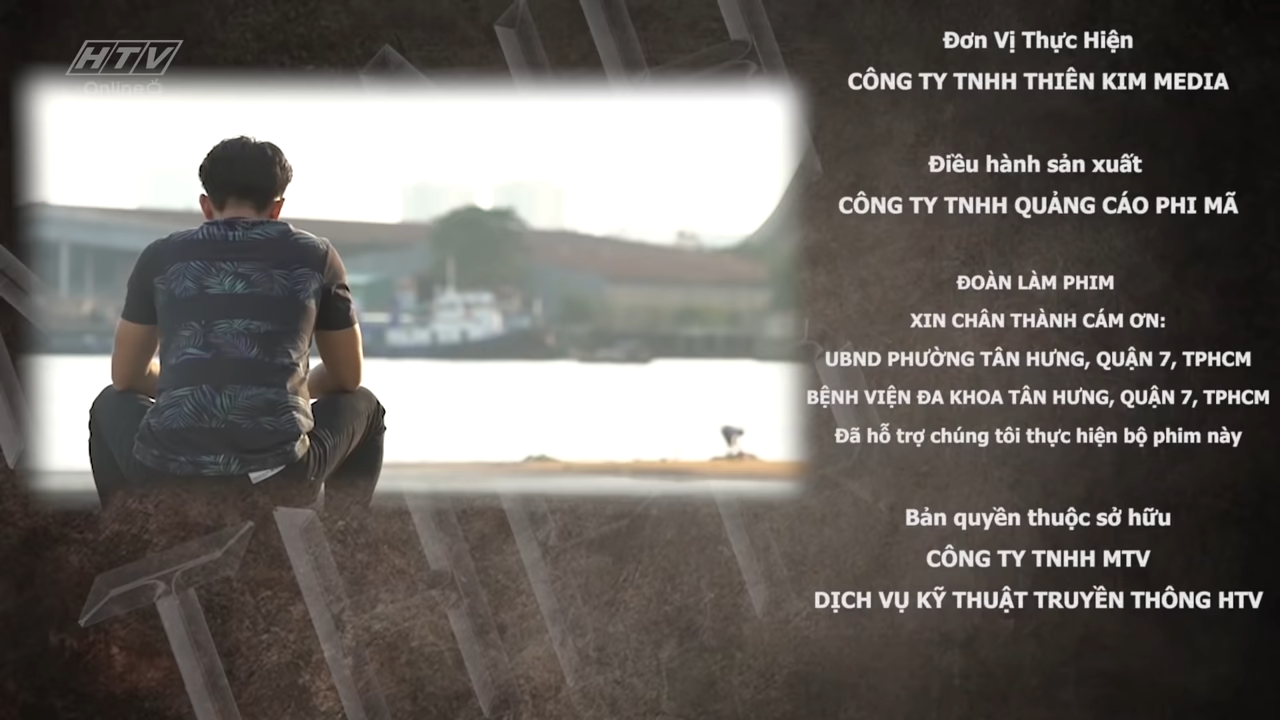 HTV
Online
Đơn Vị Thực Hiện
CÔNG TY TNHH THIÊN KIM MEDIA
Điều hành sản xuất
CÔNG TY TNHH QUẢNG CÁO PHI MÃ
ĐOÀN LÀM PHIM
XIN CHÂN THÀNH CÁM ƠN:
UBND PHƯỜNG TÂN HƯNG, QUẬN 7, TPHCM
BỆNH VIỆN ĐA KHOA TÂN HƯNG, QUẬN 7, TPHCM
Đã hỗ trợ chúng tôi thực hiện bộ phim này
Bản quyền thuộc sở hữu
CÔNG TY TNHH MTV
DỊCH VỤ KỸ THUẬT TRUYỀN THÔNG HTV